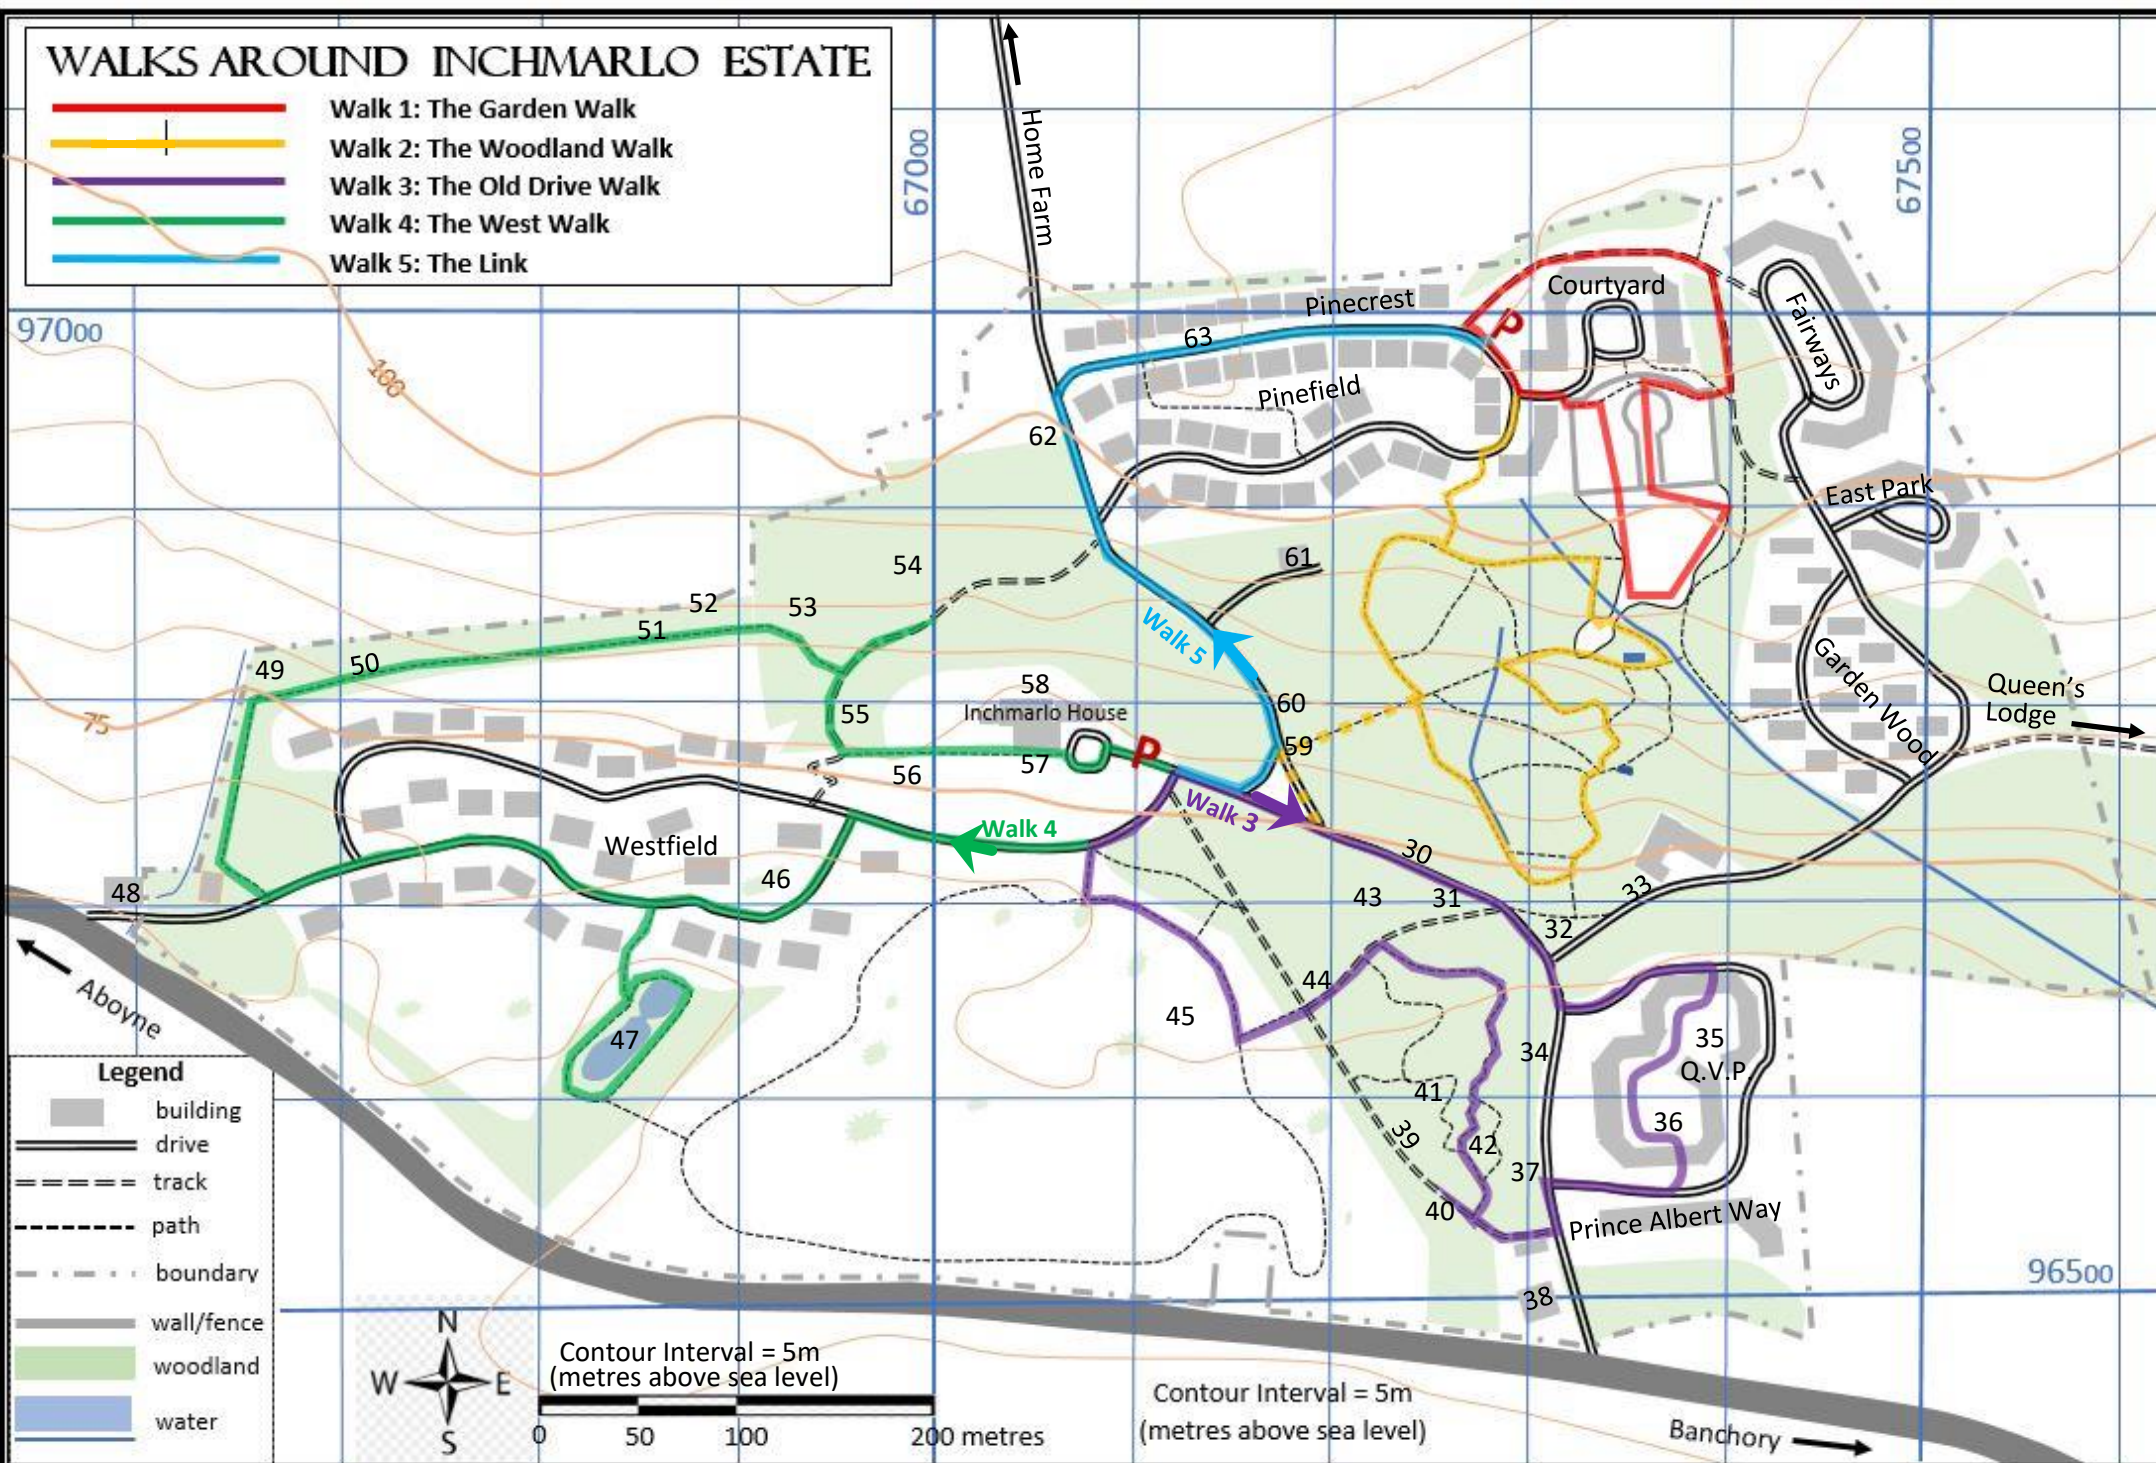 WALKS AROUND INCHMARLO ESTATE
Walk 1: The Garden Walk
Walk 2: The Woodland Walk
Walk 3: The Old Drive Walk
Walk 4: The West Walk
Walk 5: The Link
Home Farm
67000
67500
97000
100
Pinecrest
Courtyard
P
Fairways
63
Pinefield
62
East Park
54
61
52
53
51
Walk 5
49
50
Garden Wood
58
55
Inchmarlo House
60
Queen's
Lodge
75
59
P
57
56
Walk 3
Walk 4
Westfield
30
46
48
43
31
33
32
44
45
Aboyne
47
34
35
Q.V.P
41
36
39
42
37
40
Prince Albert Way
38
96500
Legend
building
drive
track
path
boundary
wall/fence
woodland
water
N
W
E
S
Contour Interval = 5m
(metres above sea level)
0
50
100
200 metres
Contour Interval = 5m
(metres above sea level)
Banchory